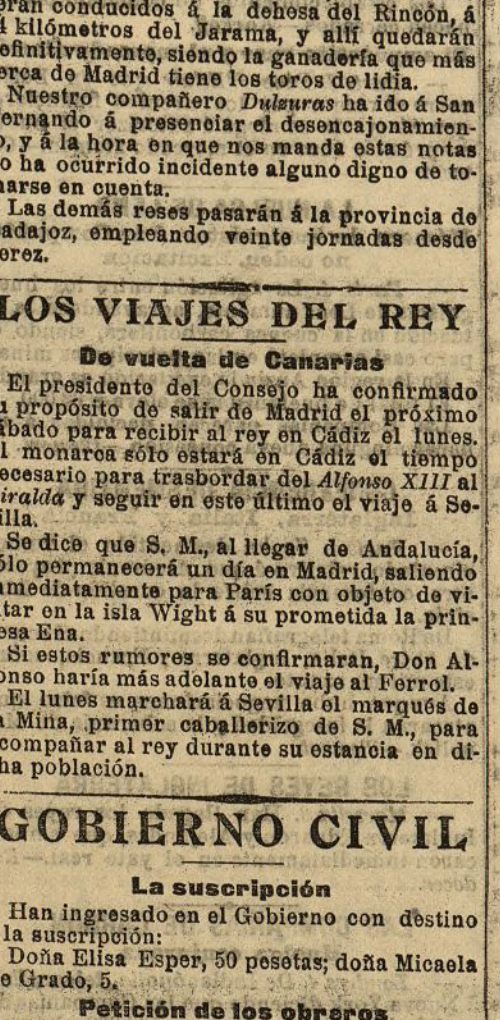 erán conducidos á la dehesa del Rincón, á
kilómetros del Jarama, y allí quedarán
efinitivamente, siendo la ganadería que más
erca de Madrid tiene los toros de lidia.
Nuestro compañero Dulzuras ha ido á San
ernando á presenciar el desencajonamien-
o, y á la hora en que nos manda estas notas
o ha ocurrido incidente alguno digno de to-
marse en cuenta.
Las demás reses pasarán á la provincia de
adajoz, empleando veinte jornadas desde
erez.
LOS VIAJES DEL REY
De vuelta de Canarias
El presidente del Consejo ha confirmado
u propósito de salir de Madrid el próximo
ábado para recibir al rey en Cádiz el lunes.
l monarca sólo estará en Cádiz el tiempo
ecesario para trasbordar del Alfonso XIII al
iralda y seguir en este último el viaje á Se-
illa.
Se dice que S. M., al llegar de Andalucía,
ólo permanecerá un día en Madrid, saliendo
nmediatamente para París con objeto de vi-
tar en la isla Wight á su prometida la prin-
esa Ena.
Si estos rumores se confirmaran, Don Al-
onso haría más adelante el viaje al Ferrol.
El lunes marchará á Sevilla el marqués de
a Mina, primer caballerizo de S. M., para
compañar al rey durante su estancia en di-
ha población.
GOBIERNO CIVIL
La suscripción
Han ingresado en el Gobierno con destino
la suscripción:
Doña Elisa Esper, 50 pesetas; doña Micaela
e Grado, 5.
Petición de los obreros